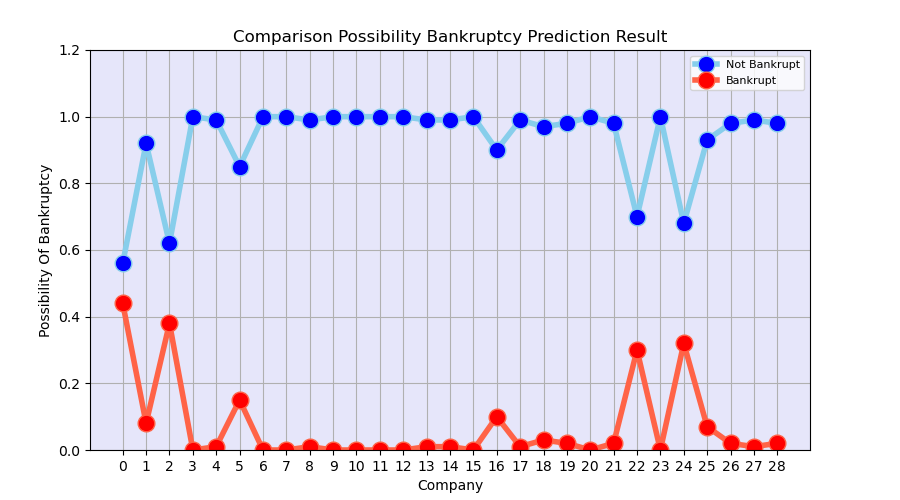 Comparison Possibility Bankruptcy Prediction Result
Not Bankrupt
Bankrupt
Possibility Of Bankruptcy
1.2
1.0
0.8
0.6
0.4
0.2
0.0
0 1 2 3 4 5 6 7 8 9 10 11 12 13 14 15 16 17 18 19 20 21 22 23 24 25 26 27 28
Company